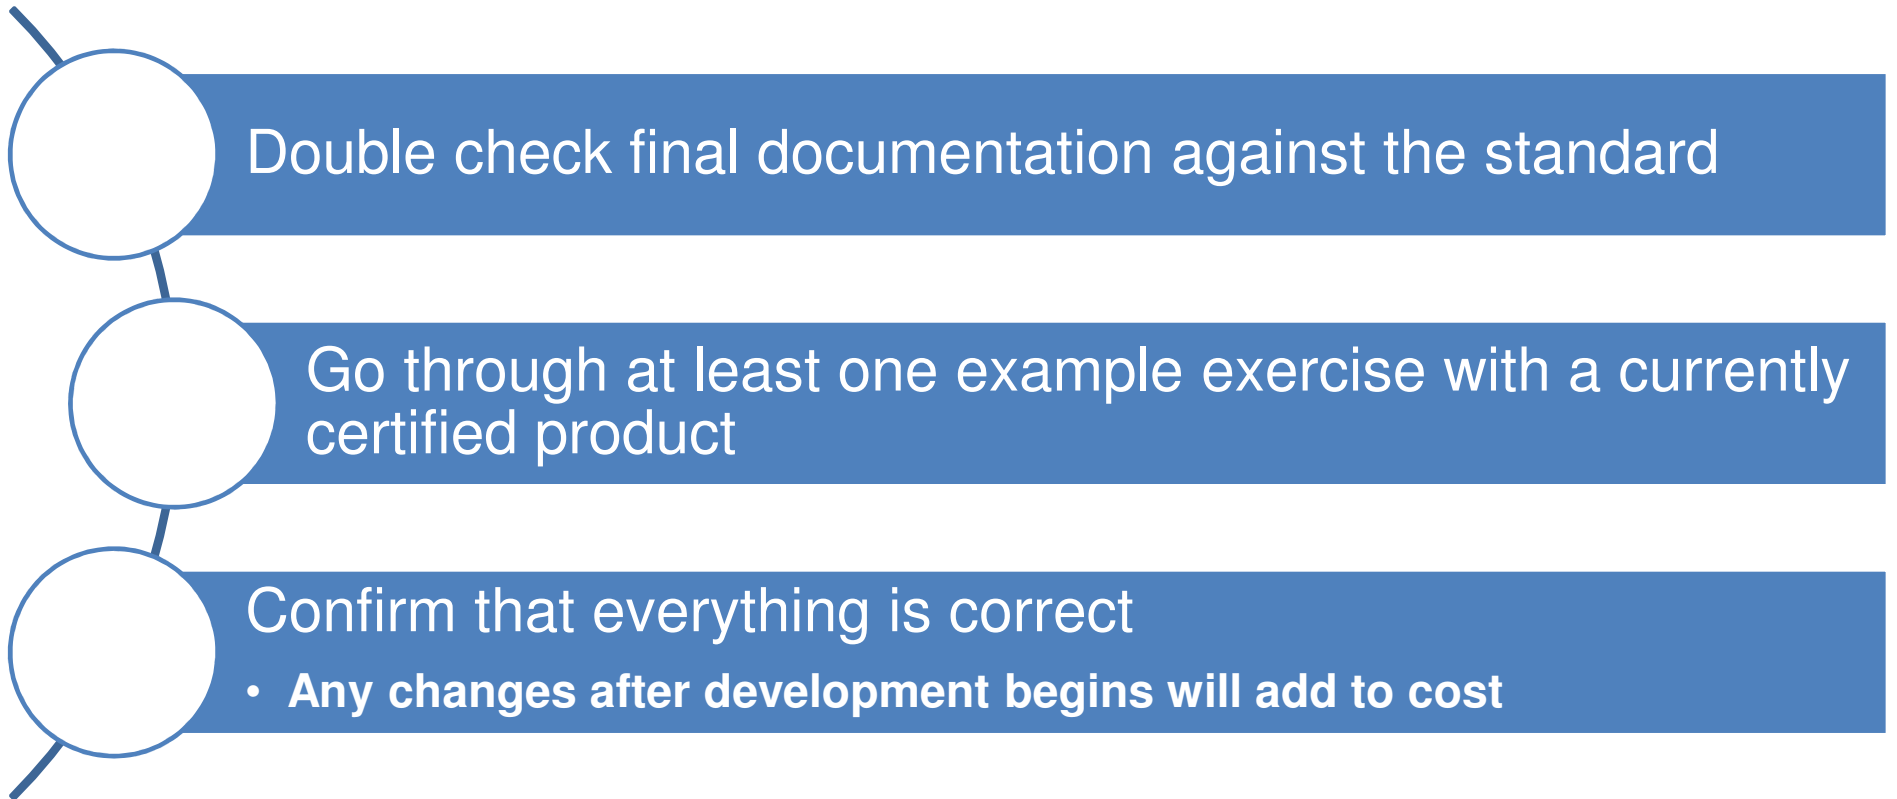 Double check final documentation against the standard
Go through at least one example exercise with a currently
certified product
Confirm that everything is correct
• Any changes after development begins will add to cost